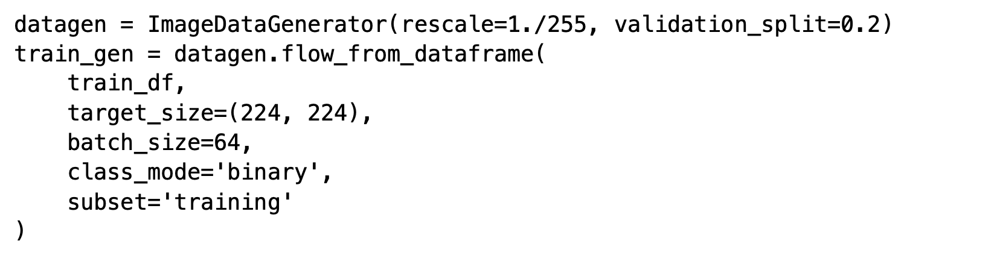 datagen = ImageDataGenerator(rescale=1./255, validation_split=0.2)
train_gen = datagen.flow_from_dataframe(
    train_df,
    target_size=(224, 224),
    batch_size=64,
    class_mode='binary',
    subset='training'
)